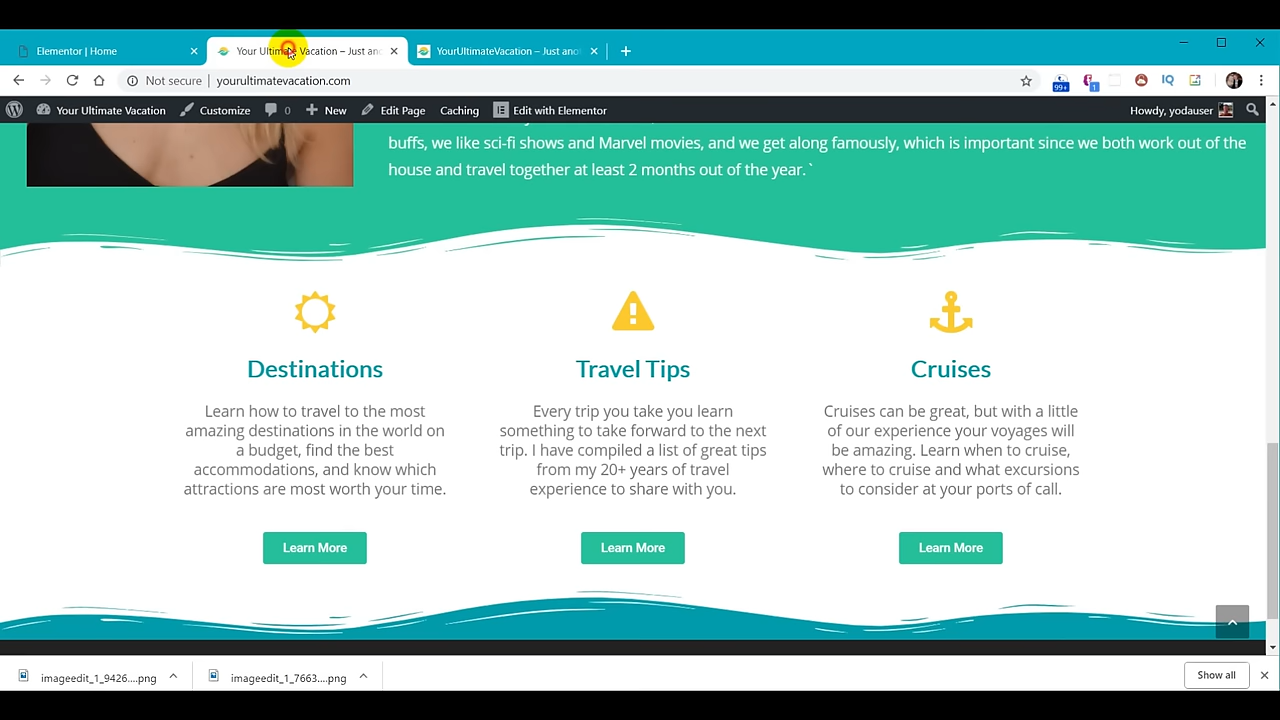 Elementor | Home
Your Ultimate Vacation – Just an
YourUltimateVacation – Just anot
Not secure | yourultimatevacation.com
99+
1
IQ
Your Ultimate Vacation Customize 0 New Edit Page Caching Edit with Elementor Howdy, yodauser
buffs, we like sci-fi shows and Marvel movies, and we get along famously, which is important since we both work out of the
house and travel together at least 2 months out of the year. `
Destinations
Learn how to travel to the most
amazing destinations in the world on
a budget, find the best
accommodations, and know which
attractions are most worth your time.
Learn More
Travel Tips
Every trip you take you learn
something to take forward to the next
trip. I have compiled a list of great tips
from my 20+ years of travel
experience to share with you.
Learn More
Cruises
Cruises can be great, but with a little
of our experience your voyages will
be amazing. Learn when to cruise,
where to cruise and what excursions
to consider at your ports of call.
Learn More
imageedit_1_9426....png
imageedit_1_7663....png
Show all